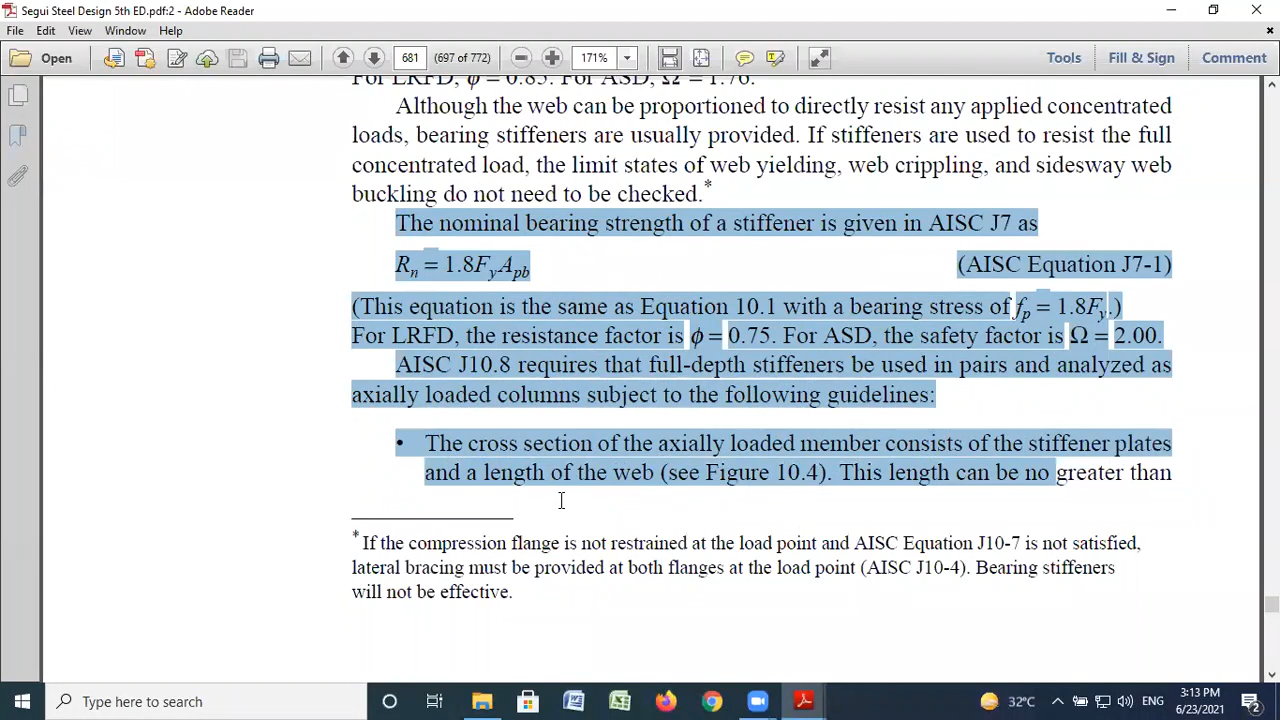 Segui Steel Design 5th ED.pdf:2 - Adobe Reader
File Edit View Window Help
Open 681 (697 of 772) 171% Tools Fill & Sign Comment
For LRFD, ϕ = 0.85. For ASD, Ω = 1.76.
Although the web can be proportioned to directly resist any applied concentrated
loads, bearing stiffeners are usually provided. If stiffeners are used to resist the full
concentrated load, the limit states of web yielding, web crippling, and sidesway web
buckling do not need to be checked.*
The nominal bearing strength of a stiffener is given in AISC J7 as
Rn = 1.8FyApb (AISC Equation J7-1)
(This equation is the same as Equation 10.1 with a bearing stress of fp = 1.8Fy.)
For LRFD, the resistance factor is ϕ = 0.75. For ASD, the safety factor is Ω = 2.00.
AISC J10.8 requires that full-depth stiffeners be used in pairs and analyzed as
axially loaded columns subject to the following guidelines:
• The cross section of the axially loaded member consists of the stiffener plates
and a length of the web (see Figure 10.4). This length can be no greater than
* If the compression flange is not restrained at the load point and AISC Equation J10-7 is not satisfied,
lateral bracing must be provided at both flanges at the load point (AISC J10-4). Bearing stiffeners
will not be effective.
Type here to search 32°C ENG 3:13 PM
6/23/2021 2